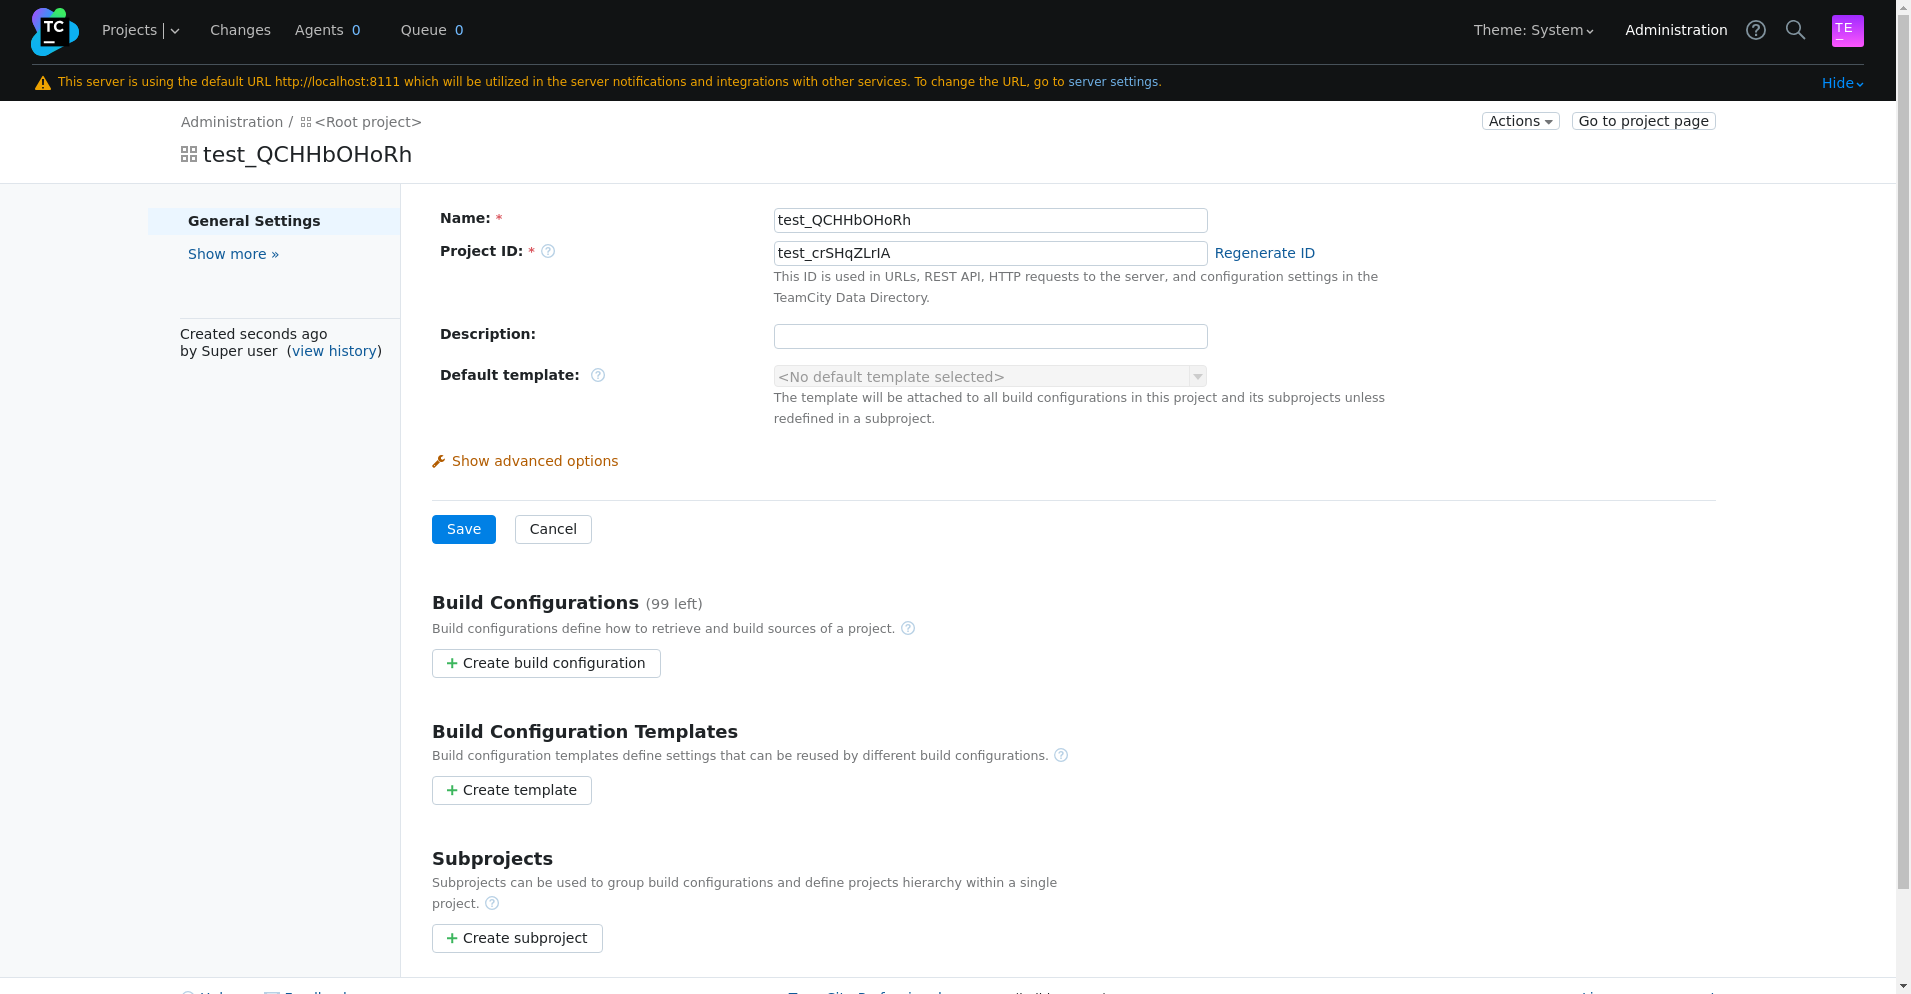 TC Projects Changes Agents 0 Queue 0 Theme: System Administration TE
This server is using the default URL http://localhost:8111 which will be utilized in the server notifications and integrations with other services. To change the URL, go to server settings. Hide
Administration / <Root project> Actions Go to project page
test_QCHHbOHoRh
General Settings
Show more »
Created seconds ago
by Super user (view history)
Name: * test_QCHHbOHoRh
Project ID: * ? test_crSHqZLrIA Regenerate ID
This ID is used in URLs, REST API, HTTP requests to the server, and configuration settings in the
TeamCity Data Directory.
Description:
Default template: ? <No default template selected>
The template will be attached to all build configurations in this project and its subprojects unless
redefined in a subproject.
Show advanced options
Save Cancel
Build Configurations (99 left)
Build configurations define how to retrieve and build sources of a project. ?
+ Create build configuration
Build Configuration Templates
Build configuration templates define settings that can be reused by different build configurations. ?
+ Create template
Subprojects
Subprojects can be used to group build configurations and define projects hierarchy within a single
project. ?
+ Create subproject